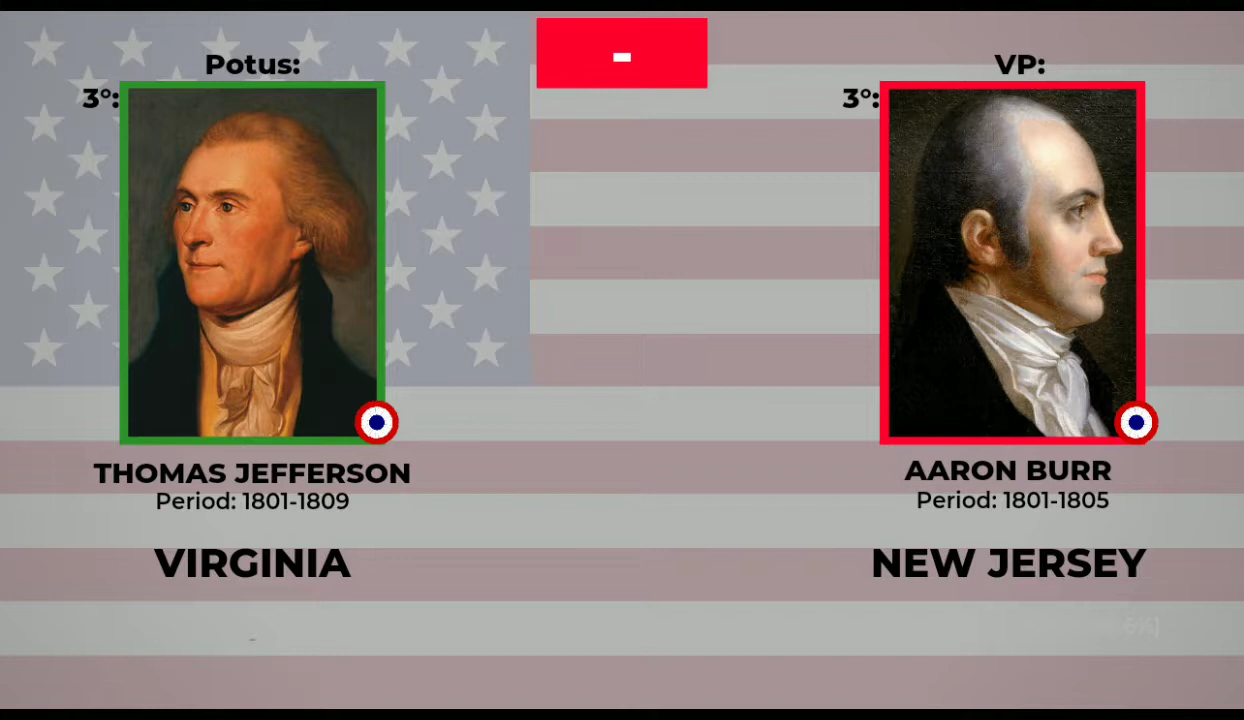 -
Potus:
VP:
3°:
3°:
THOMAS JEFFERSON
Period: 1801-1809
AARON BURR
Period: 1801-1805
VIRGINIA
NEW JERSEY
-